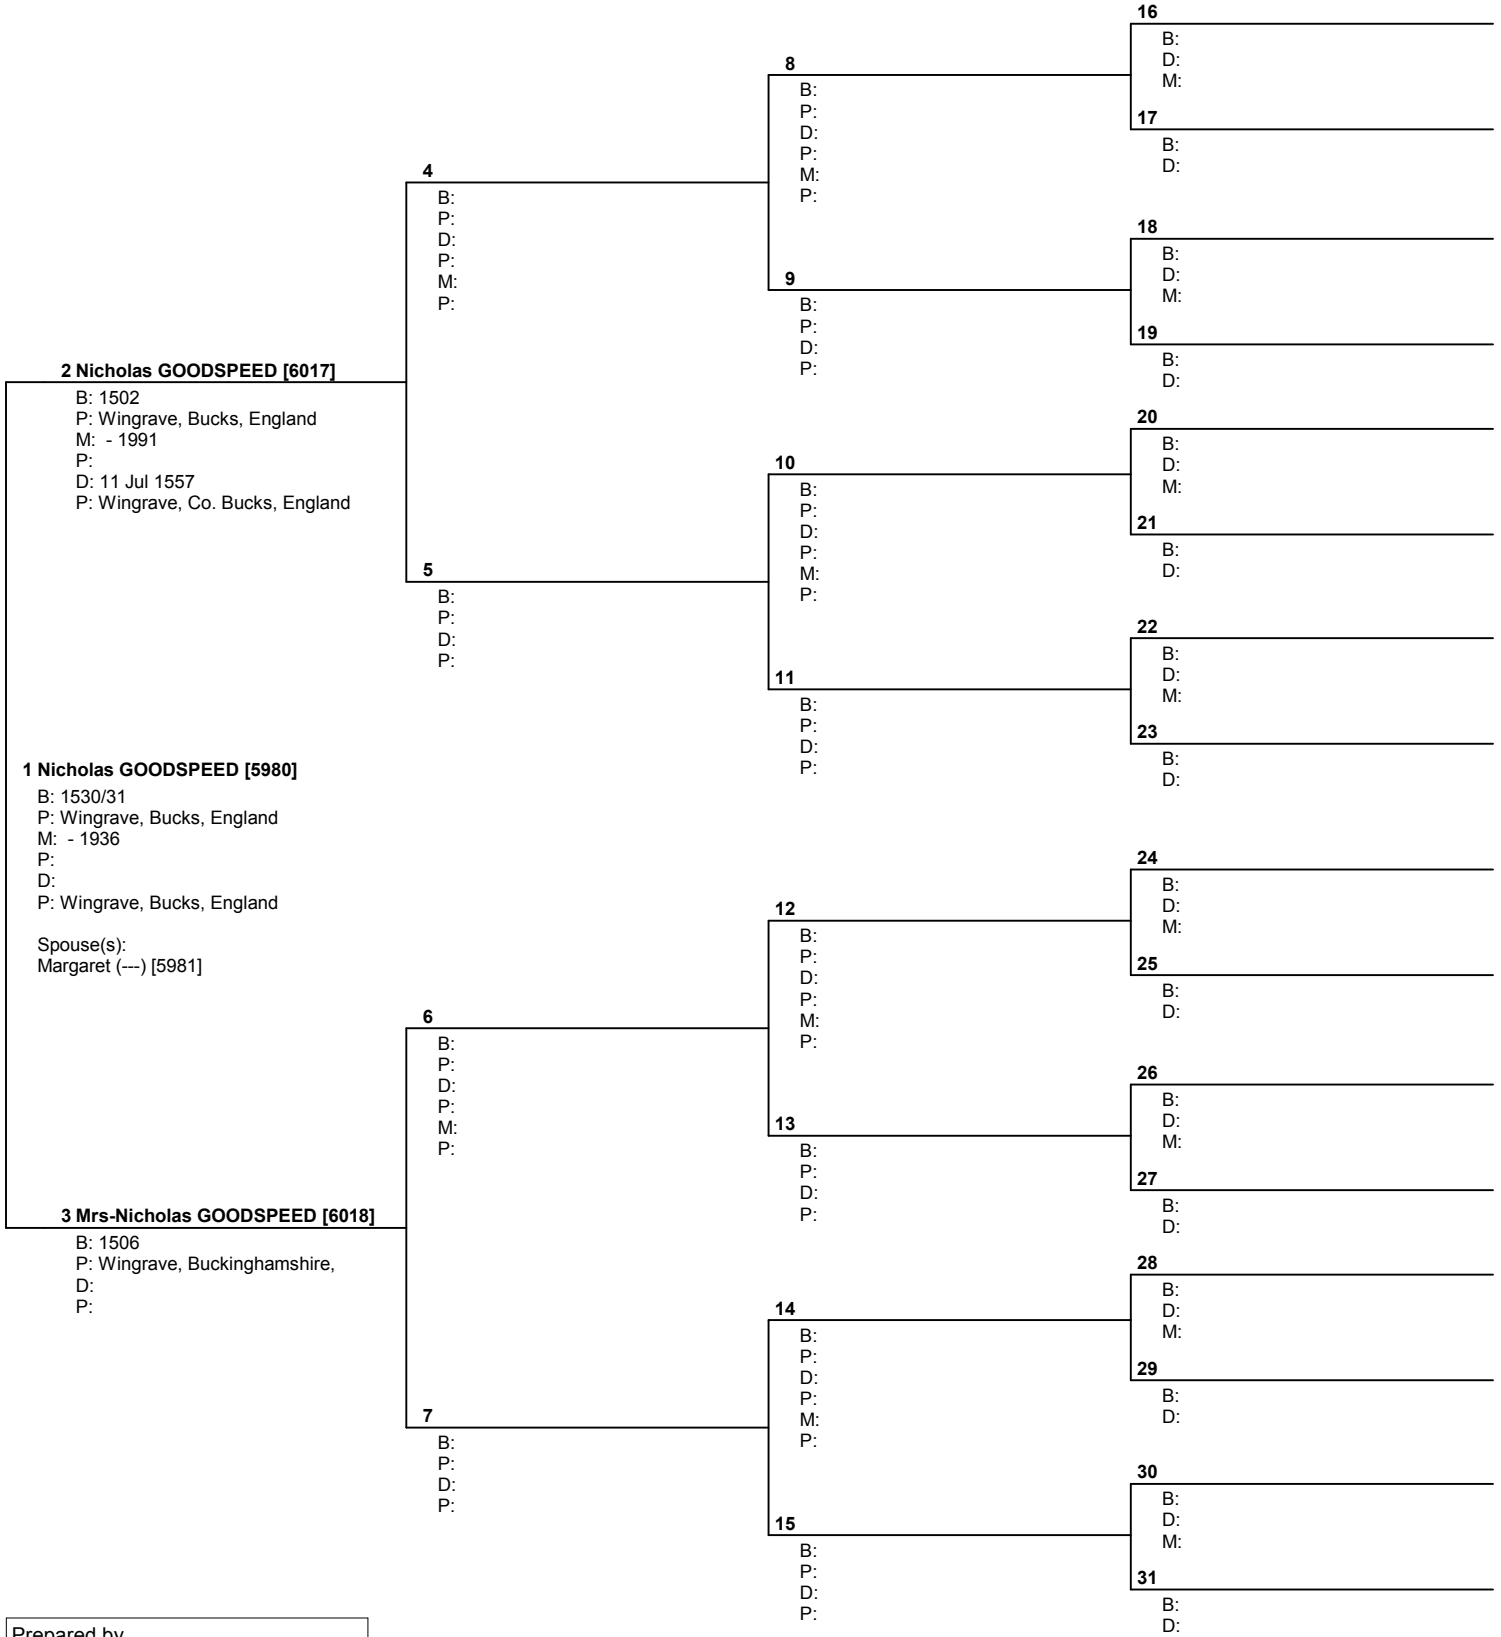 16
B:
D:
M:
8
B:
P:
D:
P:
M:
P:
17
B:
D:
4
B:
P:
D:
P:
M:
P:
18
B:
D:
M:
9
B:
P:
D:
P:
19
B:
D:
2 Nicholas GOODSPEED [6017]
B: 1502
P: Wingrave, Bucks, England
M:  - 1991
P:
D: 11 Jul 1557
P: Wingrave, Co. Bucks, England
20
B:
D:
M:
10
B:
P:
D:
P:
M:
P:
21
B:
D:
5
B:
P:
D:
P:
22
B:
D:
M:
11
B:
P:
D:
P:
23
B:
D:
1 Nicholas GOODSPEED [5980]
B: 1530/31
P: Wingrave, Bucks, England
M:  - 1936
P:
D:
P: Wingrave, Bucks, England
Spouse(s):
Margaret (---) [5981]
24
B:
D:
M:
12
B:
P:
D:
P:
M:
P:
25
B:
D:
6
B:
P:
D:
P:
M:
P:
26
B:
D:
M:
13
B:
P:
D:
P:
27
B:
D:
3 Mrs-Nicholas GOODSPEED [6018]
B: 1506
P: Wingrave, Buckinghamshire,
D:
P:
28
B:
D:
M:
14
B:
P:
D:
P:
M:
P:
29
B:
D:
7
B:
P:
D:
P:
30
B:
D:
M:
15
B:
P:
D:
P:
31
B:
D:
Prepared by